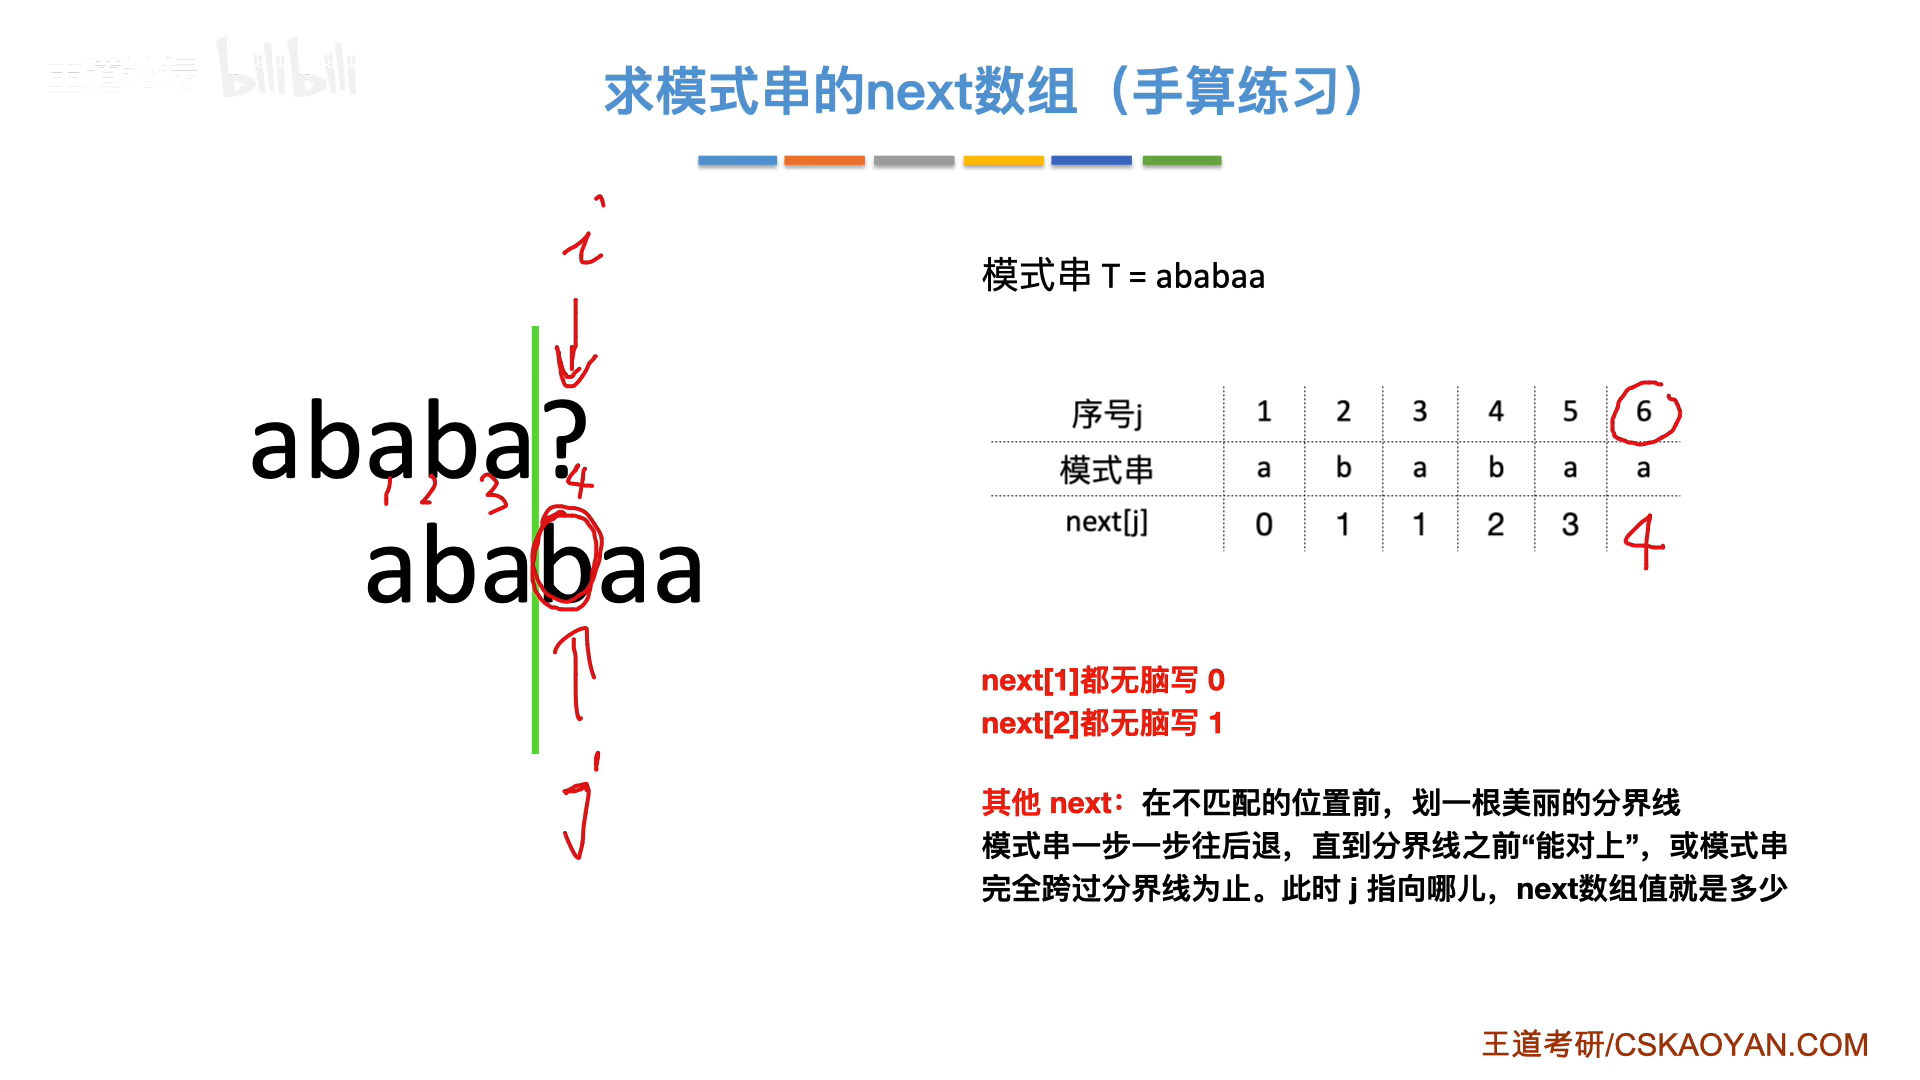 王道论坛 bilibili
求模式串的next数组（手算练习）
i
ababa?
1 2 3 4
ababaa
j
模式串 T = ababaa
序号j 1 2 3 4 5 6
模式串 a b a b a a
next[j] 0 1 1 2 3 4
next[1]都无脑写 0
next[2]都无脑写 1
其他 next：在不匹配的位置前，划一根美丽的分界线
模式串一步一步往后退，直到分界线之前“能对上”，或模式串
完全跨过分界线为止。此时 j 指向哪儿，next数组值就是多少
王道考研/CSKAOYAN.COM